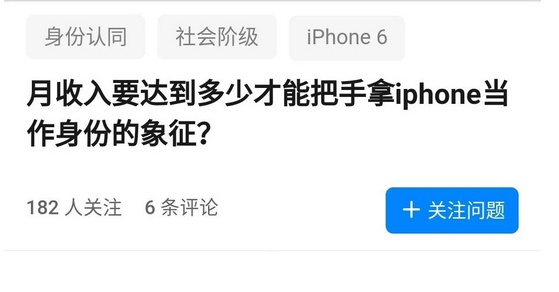 身份认同 社会阶级 iPhone 6
月收入要达到多少才能把手拿iphone当
作身份的象征?
182 人关注 6 条评论 + 关注问题